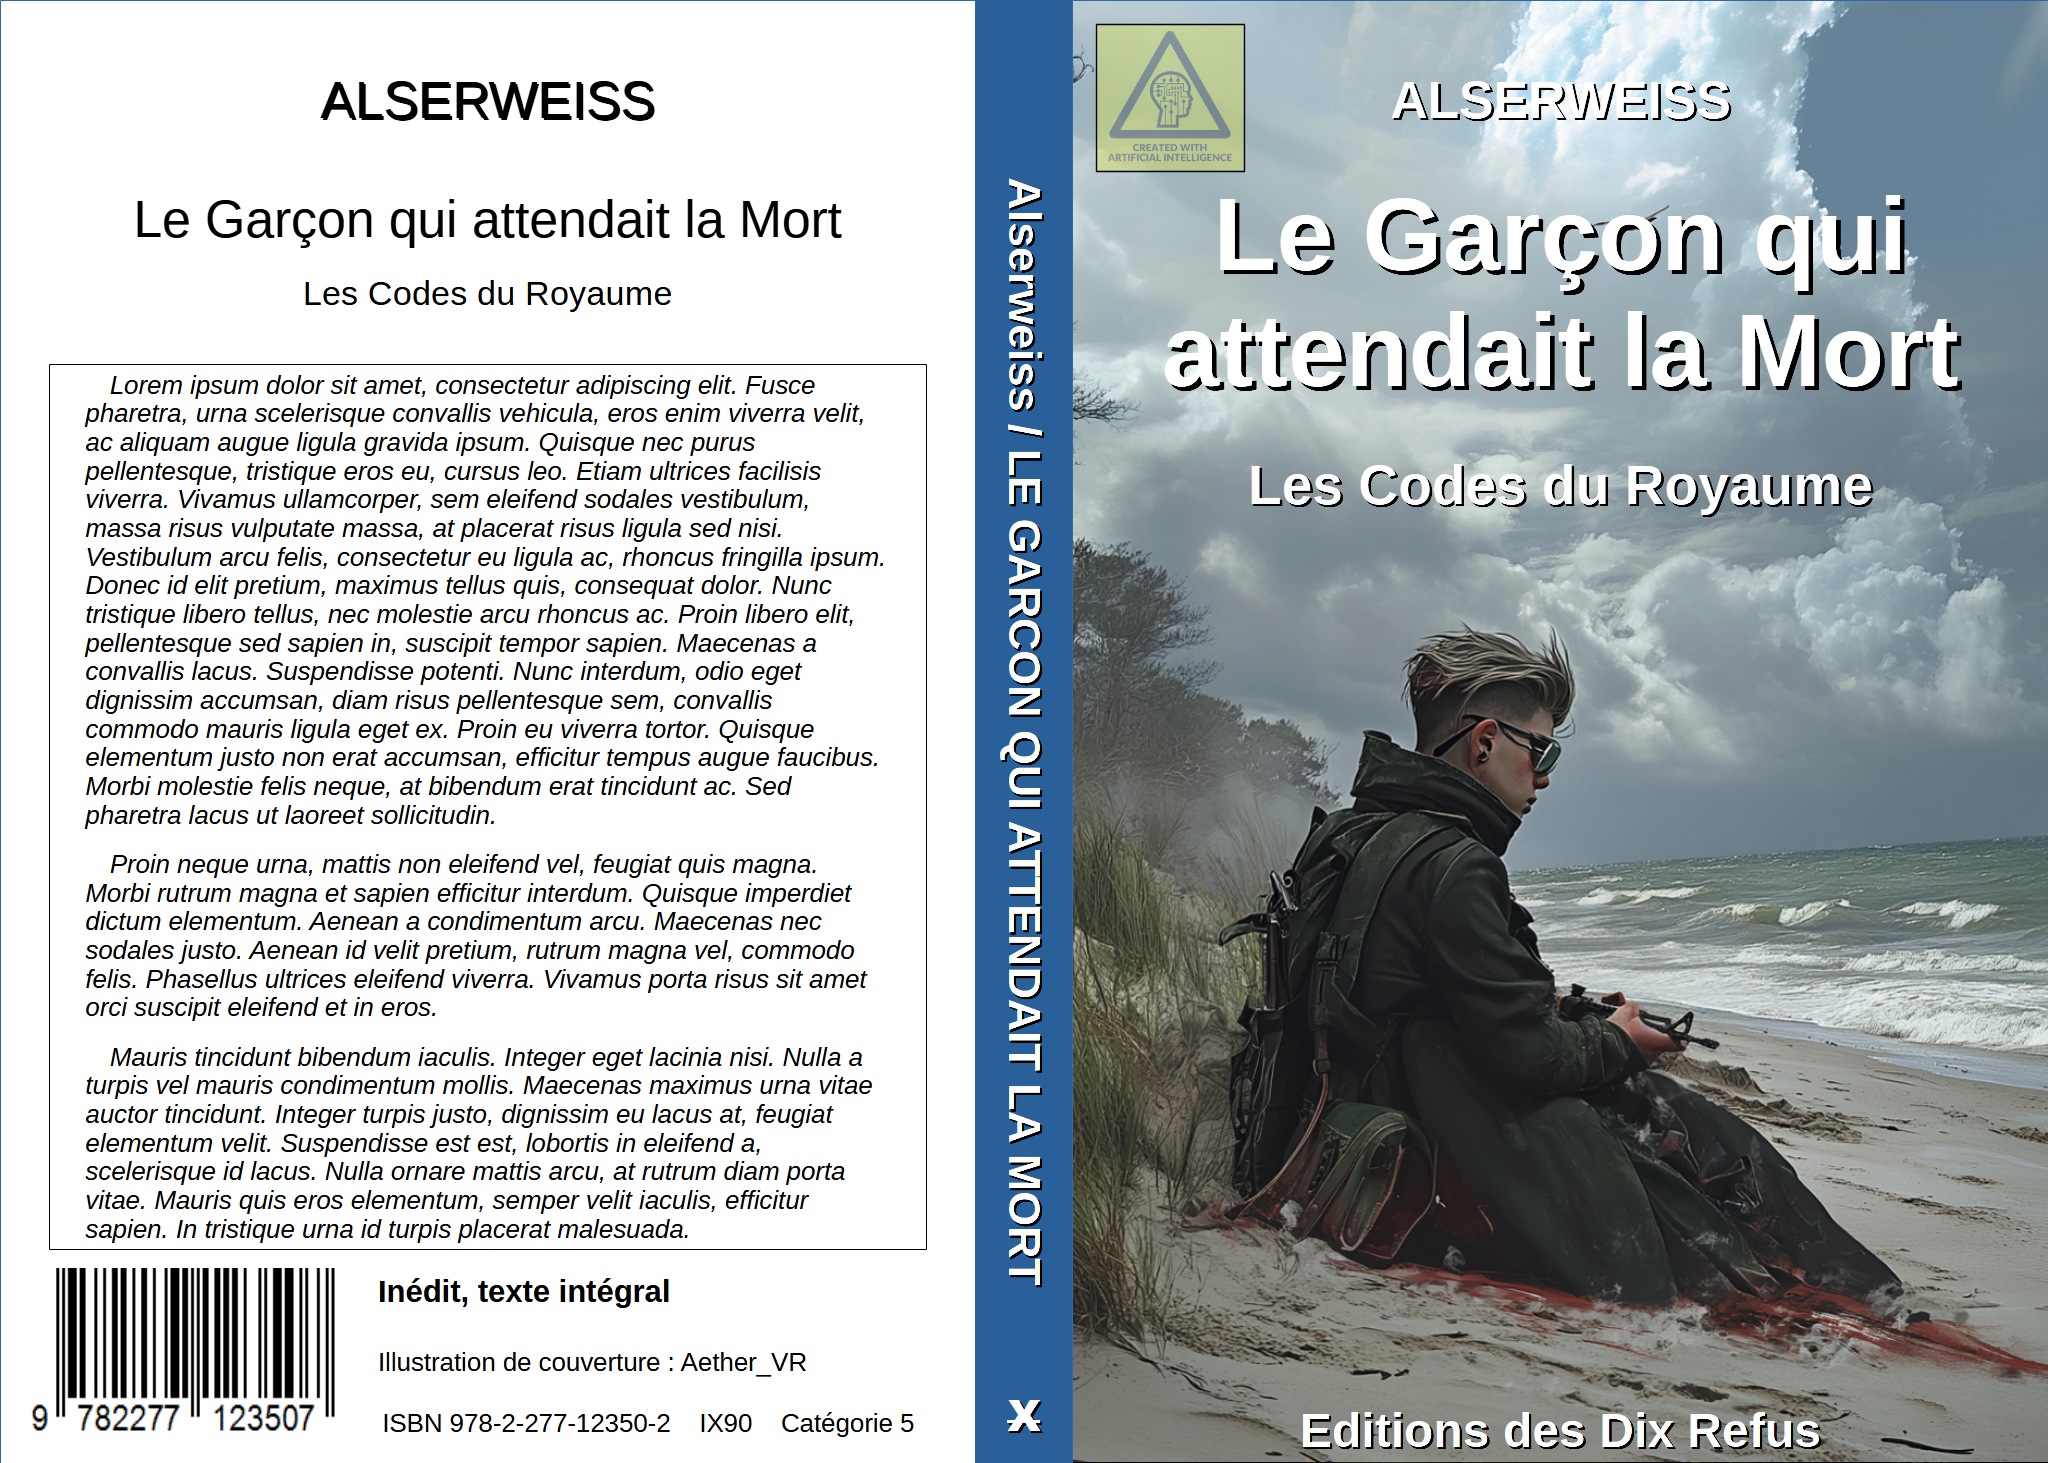 ALSERWEISS
Le Garçon qui attendait la Mort
Les Codes du Royaume
Lorem ipsum dolor sit amet, consectetur adipiscing elit. Fusce
pharetra, urna scelerisque convallis vehicula, eros enim viverra velit,
ac aliquam augue ligula gravida ipsum. Quisque nec purus
pellentesque, tristique eros eu, cursus leo. Etiam ultrices facilisis
viverra. Vivamus ullamcorper, sem eleifend sodales vestibulum,
massa risus vulputate massa, at placerat risus ligula sed nisi.
Vestibulum arcu felis, consectetur eu ligula ac, rhoncus fringilla ipsum.
Donec id elit pretium, maximus tellus quis, consequat dolor. Nunc
tristique libero tellus, nec molestie arcu rhoncus ac. Proin libero elit,
pellentesque sed sapien in, suscipit tempor sapien. Maecenas a
convallis lacus. Suspendisse potenti. Nunc interdum, odio eget
dignissim accumsan, diam risus pellentesque sem, convallis
commodo mauris ligula eget ex. Proin eu viverra tortor. Quisque
elementum justo non erat accumsan, efficitur tempus augue faucibus.
Morbi molestie felis neque, at bibendum erat tincidunt ac. Sed
pharetra lacus ut laoreet sollicitudin.
Proin neque urna, mattis non eleifend vel, feugiat quis magna.
Morbi rutrum magna et sapien efficitur interdum. Quisque imperdiet
dictum elementum. Aenean a condimentum arcu. Maecenas nec
sodales justo. Aenean id velit pretium, rutrum magna vel, commodo
felis. Phasellus ultrices eleifend viverra. Vivamus porta risus sit amet
orci suscipit eleifend et in eros.
Mauris tincidunt bibendum iaculis. Integer eget lacinia nisi. Nulla a
turpis vel mauris condimentum mollis. Maecenas maximus urna vitae
auctor tincidunt. Integer turpis justo, dignissim eu lacus at, feugiat
elementum velit. Suspendisse est est, lobortis in eleifend a,
scelerisque id lacus. Nulla ornare mattis arcu, at rutrum diam porta
vitae. Mauris quis eros elementum, semper velit iaculis, efficitur
sapien. In tristique urna id turpis placerat malesuada.
9 782277 123507
Inédit, texte intégral
Illustration de couverture : Aether_VR
ISBN 978-2-277-12350-2 IX90 Catégorie 5
Alserweiss / LE GARCON QUI ATTENDAIT LA MORT
X
CREATED WITH
ARTIFICIAL INTELLIGENCE
ALSERWEISS
Le Garçon qui
attendait la Mort
Les Codes du Royaume
Editions des Dix Refus